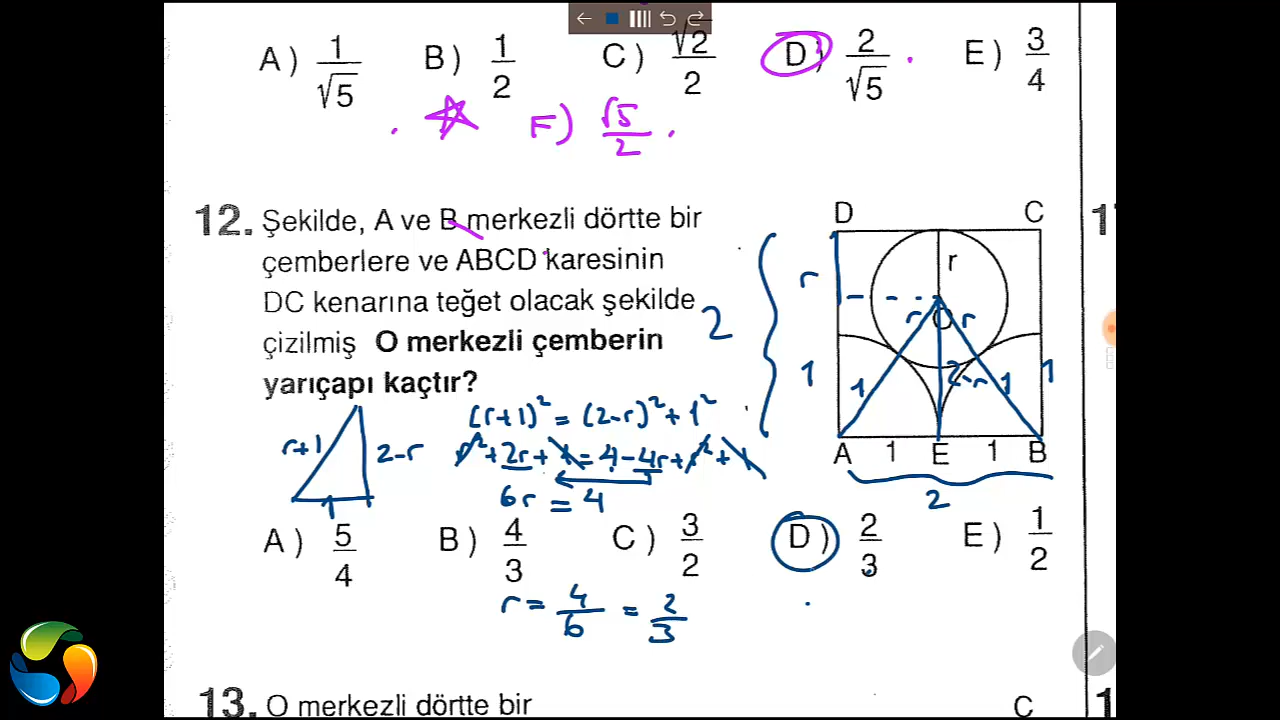 A) 1/√5 B) 1/2 C) √2/2 D) 2/√5 . E) 3/4
F) √5/2 .
12. Şekilde, A ve B merkezli dörtte bir
çemberlere ve ABCD karesinin
DC kenarına teğet olacak şekilde
çizilmiş O merkezli çemberin
yarıçapı kaçtır?
D C
r
r
r O r
2
1 1 2-r 1 1
A 1 E 1 B
2
r+1 2-r
1
(r+1)² = (2-r)² + 1²
r² + 2r + 1 = 4 - 4r + r² + 1
6r = 4
A) 5/4 B) 4/3 C) 3/2 D) 2/3 E) 1/2
r = 4/6 = 2/3
13. O merkezli dörtte bir
C